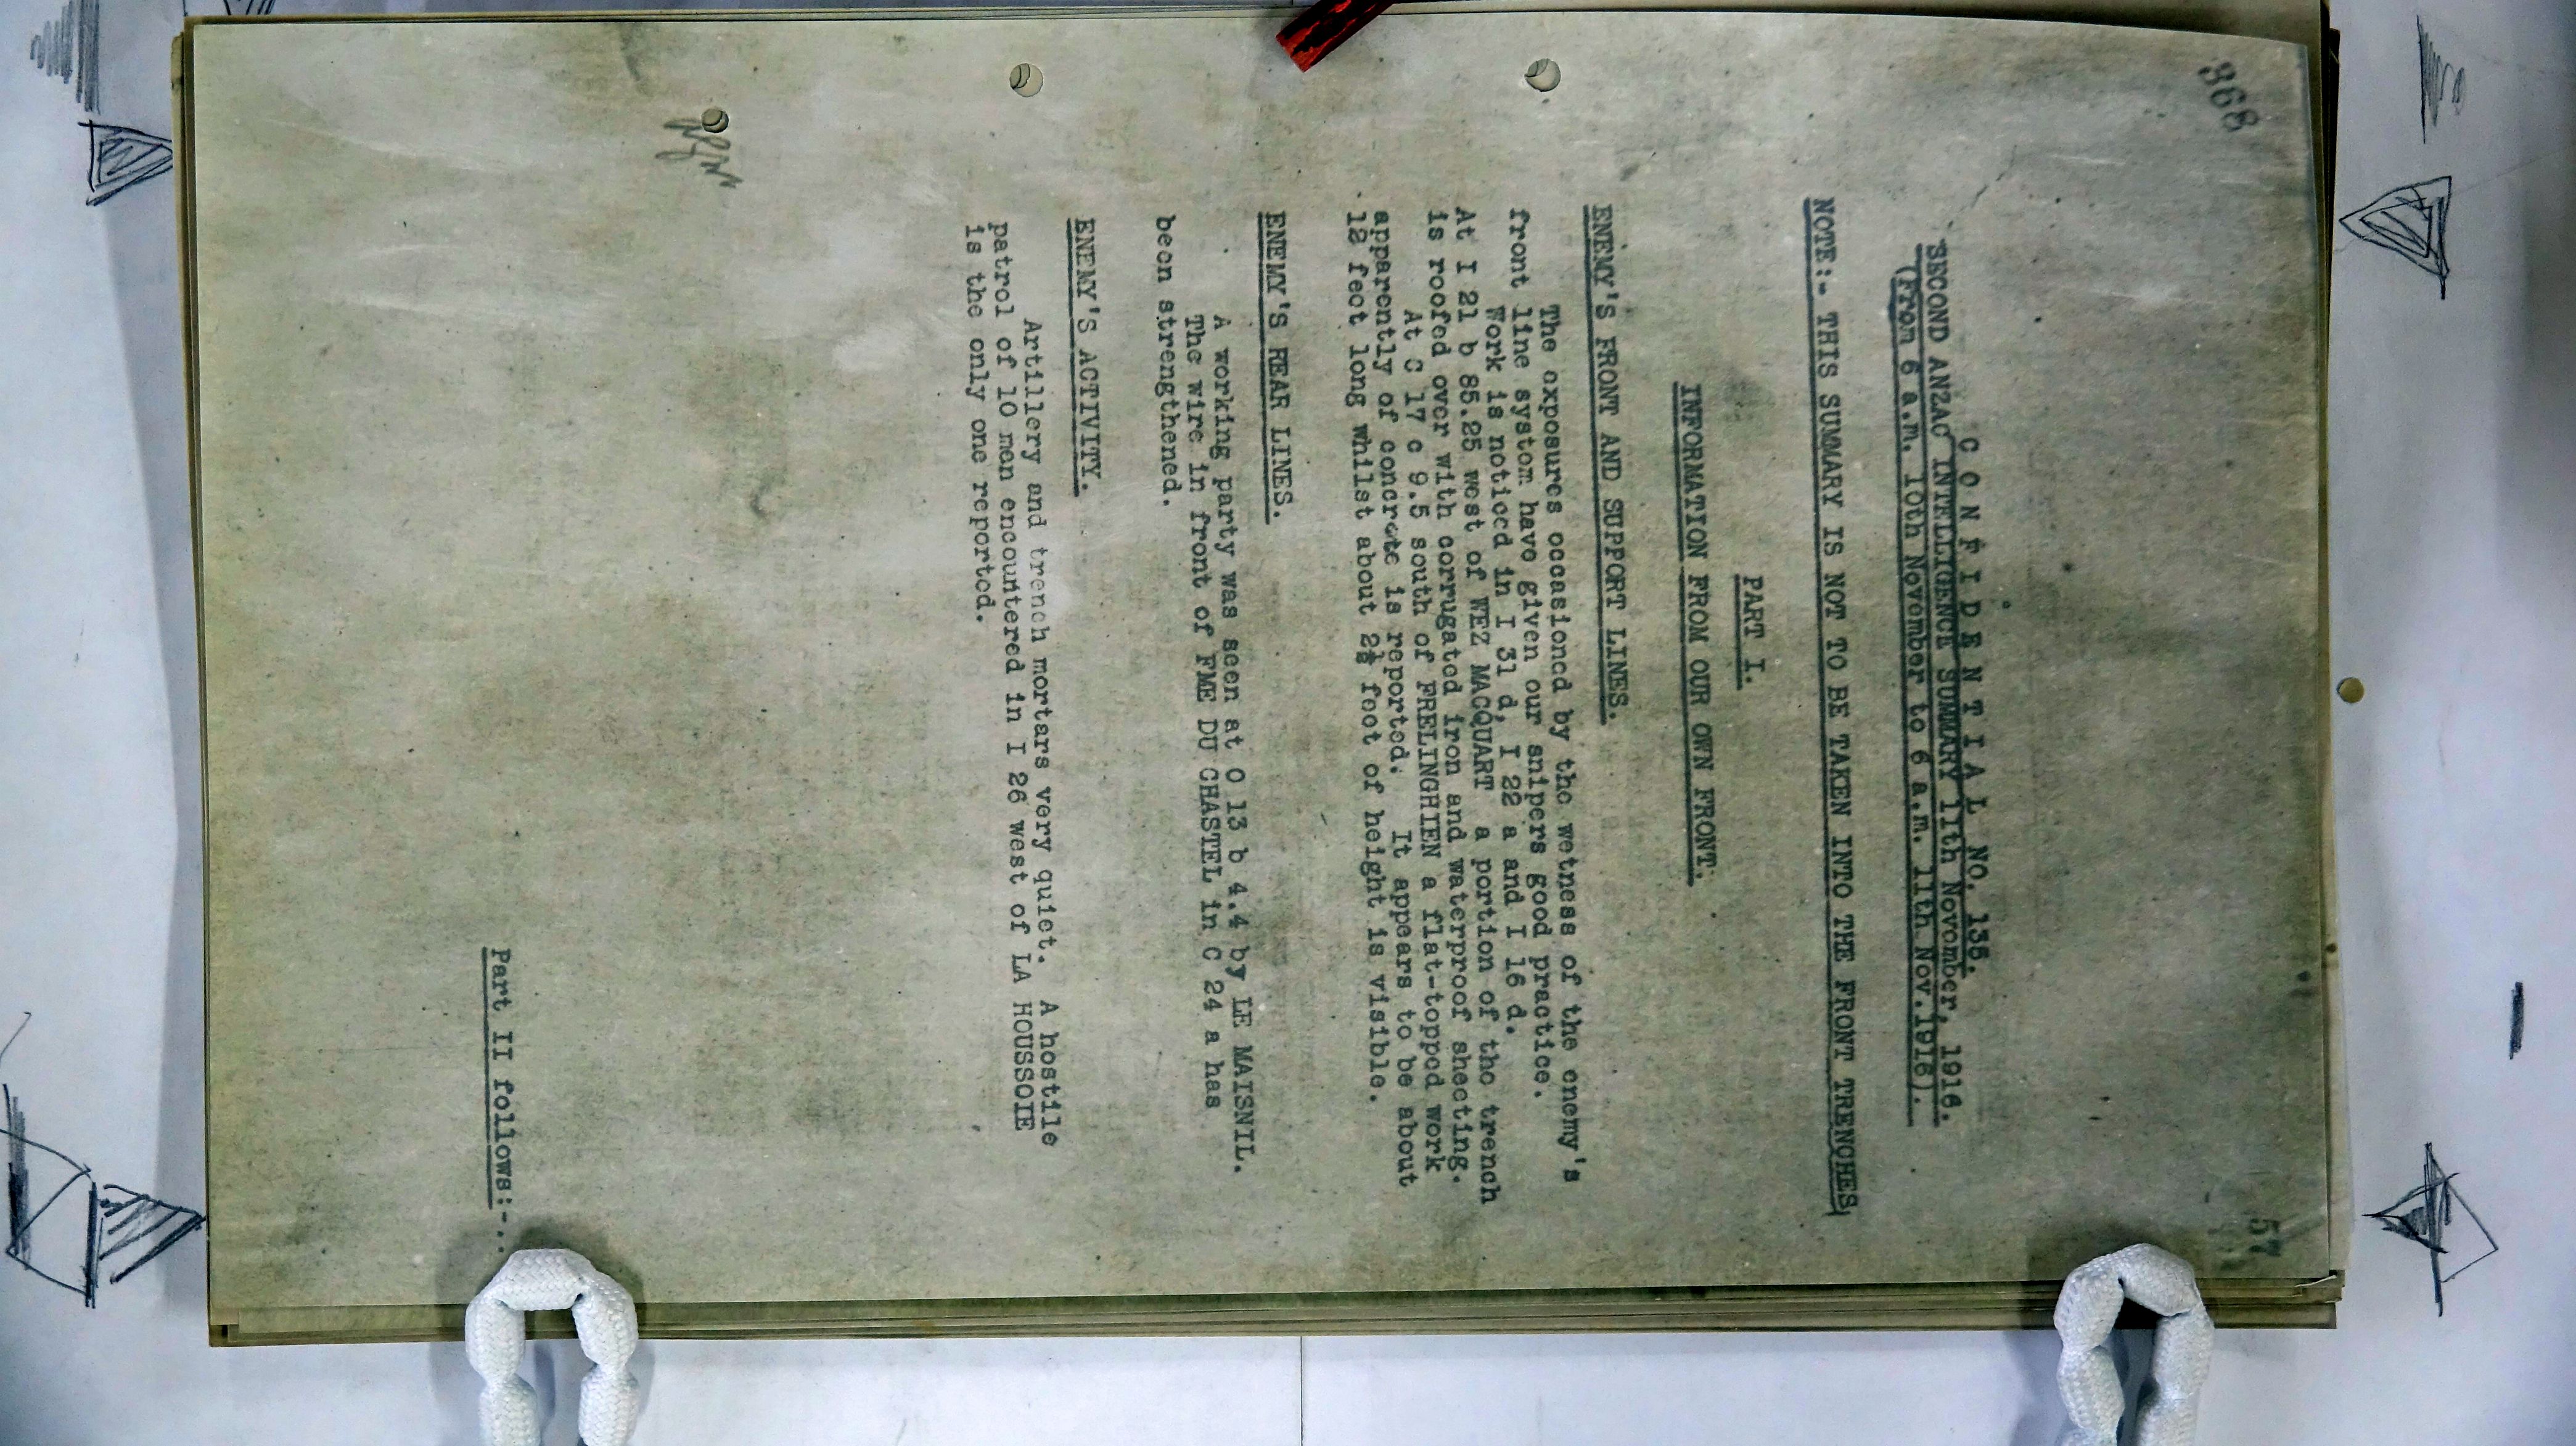 368
57
C O N F I D E N T I A L  NO. 135.
SECOND ANZAC INTELLIGENCE SUMMARY 11th November, 1916.
(From 6 a.m. 10th November to 6 a.m. 11th Nov.1916).
NOTE:- THIS SUMMARY IS NOT TO BE TAKEN INTO THE FRONT TRENCHES
PART I.
INFORMATION FROM OUR OWN FRONT.
ENEMY'S FRONT AND SUPPORT LINES.
The exposures occasioned by the wetness of the enemy's
front line system have given our snipers good practice.
Work is noticed in I 31 d, I 22 a and I 16 d.
At I 21 b 85.25 west of WEZ MACQUART a portion of the trench
is roofed over with corrugated iron and waterproof sheeting.
At C 17 c 9.5 south of FRELINGHIEN a flat-topped work
apparently of concrete is reported. It appears to be about
12 feet long whilst about 2½ foot of height is visible.
ENEMY'S REAR LINES.
A working party was seen at O 13 b 4.4 by LE MAISNIL.
The wire in front of FME DU CHASTEL in C 24 a has
been strengthened.
ENEMY'S ACTIVITY.
Artillery and trench mortars very quiet. A hostile
patrol of 10 men encountered in I 26 west of LA HOUSSOIE
is the only one reported.
Part II follows:-..